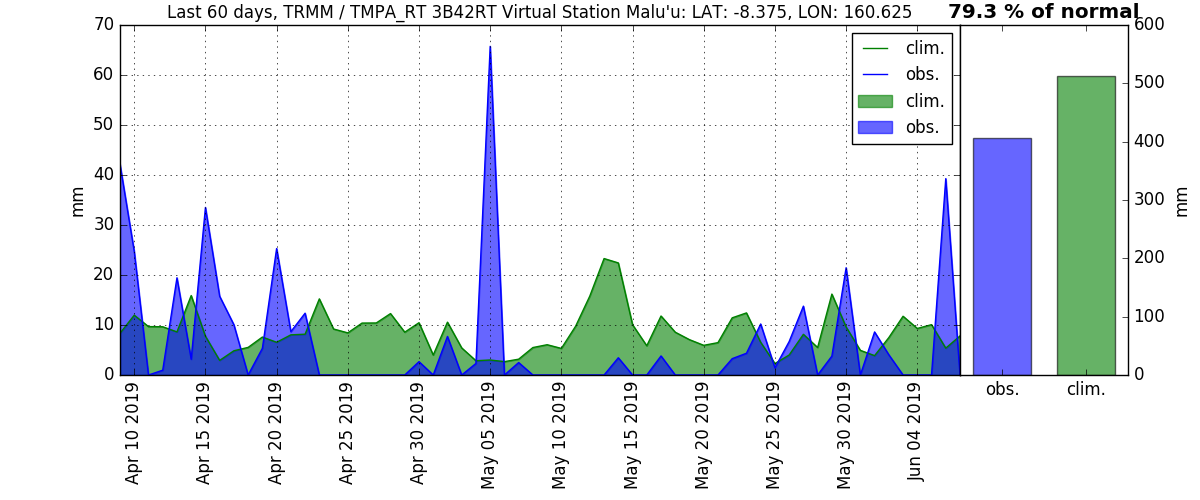 Last 60 days, TRMM / TMPA_RT 3B42RT Virtual Station Malu'u: LAT: -8.375, LON: 160.625
79.3 % of normal
70
60
50
40
30
20
10
0
mm
clim.
obs.
clim.
obs.
600
500
400
300
200
100
0
mm
obs.
clim.
Apr 10 2019
Apr 15 2019
Apr 20 2019
Apr 25 2019
Apr 30 2019
May 05 2019
May 10 2019
May 15 2019
May 20 2019
May 25 2019
May 30 2019
Jun 04 2019